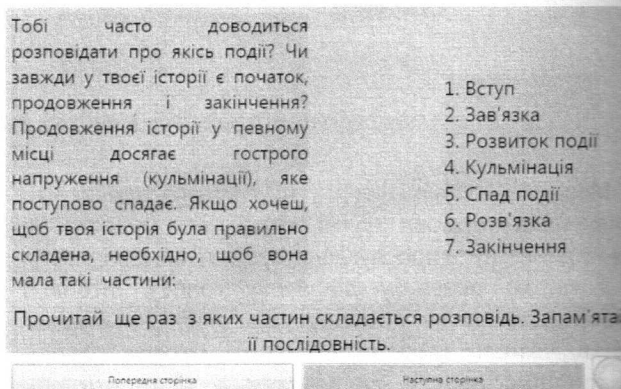 Тобі часто доводиться
розповідати про якісь події? Чи
завжди у твоєї історії є початок,
продовження і закінчення?
Продовження історії у певному
місці досягає гострого
напруження (кульмінації), яке
поступово спадає. Якщо хочеш,
щоб твоя історія була правильно
складена, необхідно, щоб вона
мала такі частини:
1. Вступ
2. Зав'язка
3. Розвиток події
4. Кульмінація
5. Спад події
6. Розв'язка
7. Закінчення
Прочитай ще раз з яких частин складається розповідь. Запам'ята
її послідовність.
Попередня сторінка
Наступна сторінка